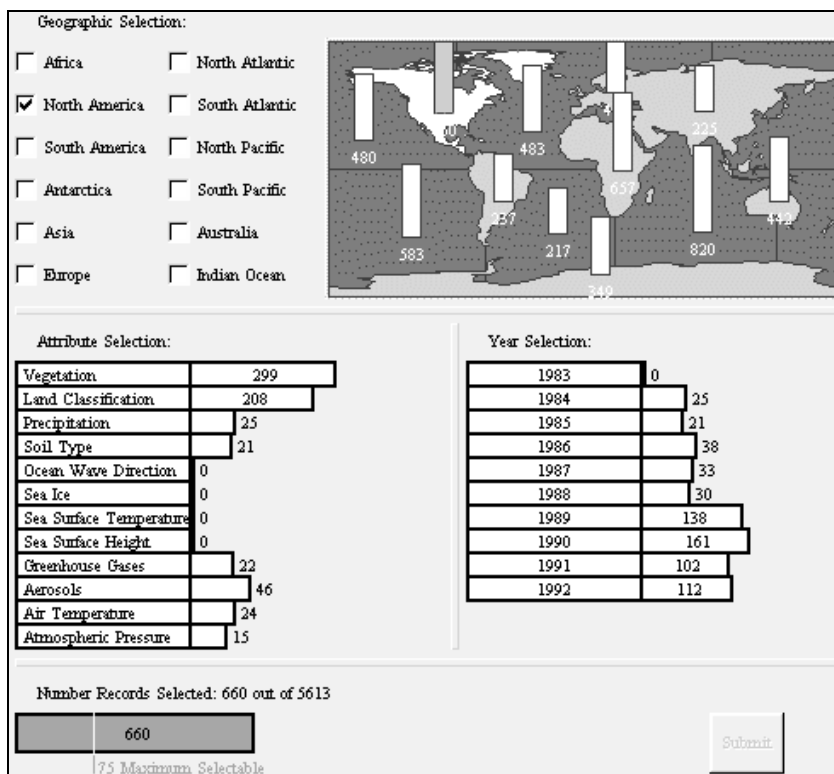 Geographic Selection:
Africa
North Atlantic
North America
South Atlantic
South America
North Pacific
Antarctica
South Pacific
Asia
Australia
Europe
Indian Ocean
480
483
225
657
442
237
583
217
820
349
Attribute Selection:
Vegetation 299
Land Classification 208
Precipitation 25
Soil Type 21
Ocean Wave Direction 0
Sea Ice 0
Sea Surface Temperature 0
Sea Surface Height 0
Greenhouse Gases 22
Aerosols 46
Air Temperature 24
Atmospheric Pressure 15
Year Selection:
1983 0
1984 25
1985 21
1986 38
1987 33
1988 30
1989 138
1990 161
1991 102
1992 112
Number Records Selected: 660 out of 5613
660
75 Maximum Selectable
Submit